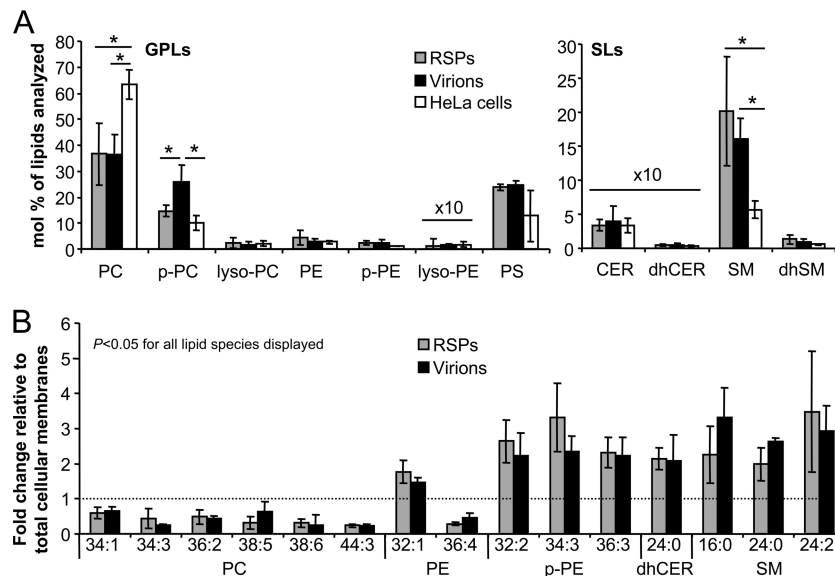 A
GPLs
SLs
RSPs
Virions
HeLa cells
mol % of lipids analyzed
80
70
60
50
40
30
20
10
0
* * * * x10
PC p-PC lyso-PC PE p-PE lyso-PE PS
30
25
20
15
10
5
0
x10 * *
CER dhCER SM dhSM
B
P<0.05 for all lipid species displayed
RSPs
Virions
Fold change relative to
total cellular membranes
6
5
4
3
2
1
0
34:1 34:3 36:2 38:5 38:6 44:3 32:1 36:4 32:2 34:3 36:3 24:0 16:0 24:0 24:2
PC PE p-PE dhCER SM